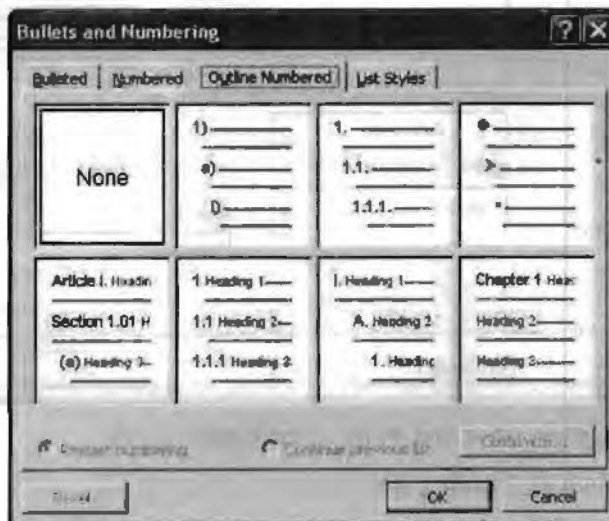 Bullets and Numbering
Bulleted Numbered Outline Numbered List Styles
None
1)
a)
i)
1.
1.1.
1.1.1.
Article I. Headin
Section 1.01 H
(a) Heading 3
1 Heading 1
1.1 Heading 2
1.1.1 Heading 3
I. Heading 1
A. Heading 2
1. Heading
Chapter 1 Hea
Heading 2
Heading 3
Restart numbering Continue previous list Customize...
Reset... OK Cancel